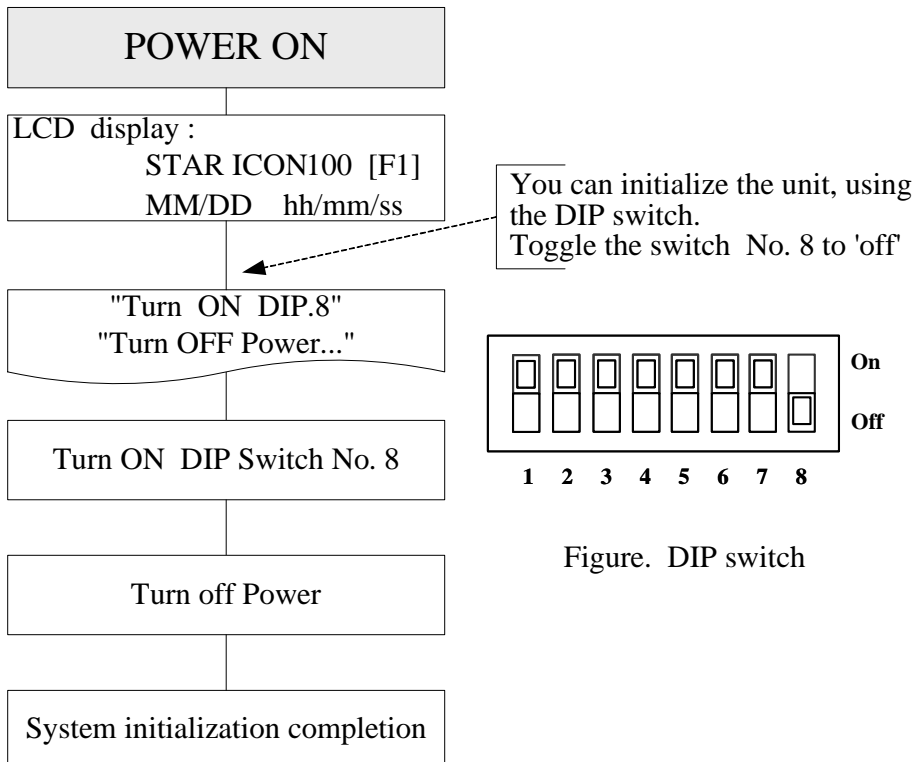 POWER ON
LCD display :
STAR ICON100 [F1]
MM/DD hh/mm/ss
You can initialize the unit, using
the DIP switch.
Toggle the switch No. 8 to 'off'
"Turn ON DIP.8"
"Turn OFF Power..."
Turn ON DIP Switch No. 8
Turn off Power
System initialization completion
On
Off
1 2 3 4 5 6 7 8
Figure. DIP switch